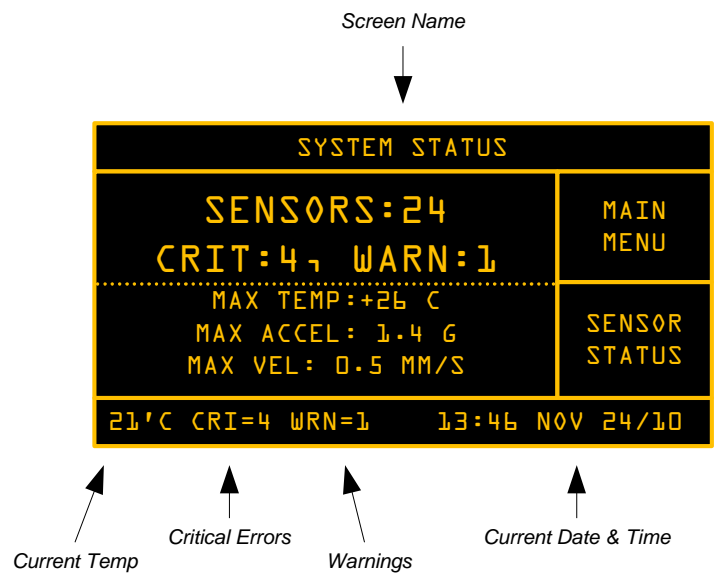 Screen Name
SYSTEM STATUS
SENSORS:24
CRIT:4, WARN:1
MAX TEMP:+26 C
MAX ACCEL: 1.4 G
MAX VEL: 0.5 MM/S
MAIN
MENU
SENSOR
STATUS
21'C CRI=4 WRN=1 13:46 NOV 24/10
Current Temp
Critical Errors
Warnings
Current Date & Time